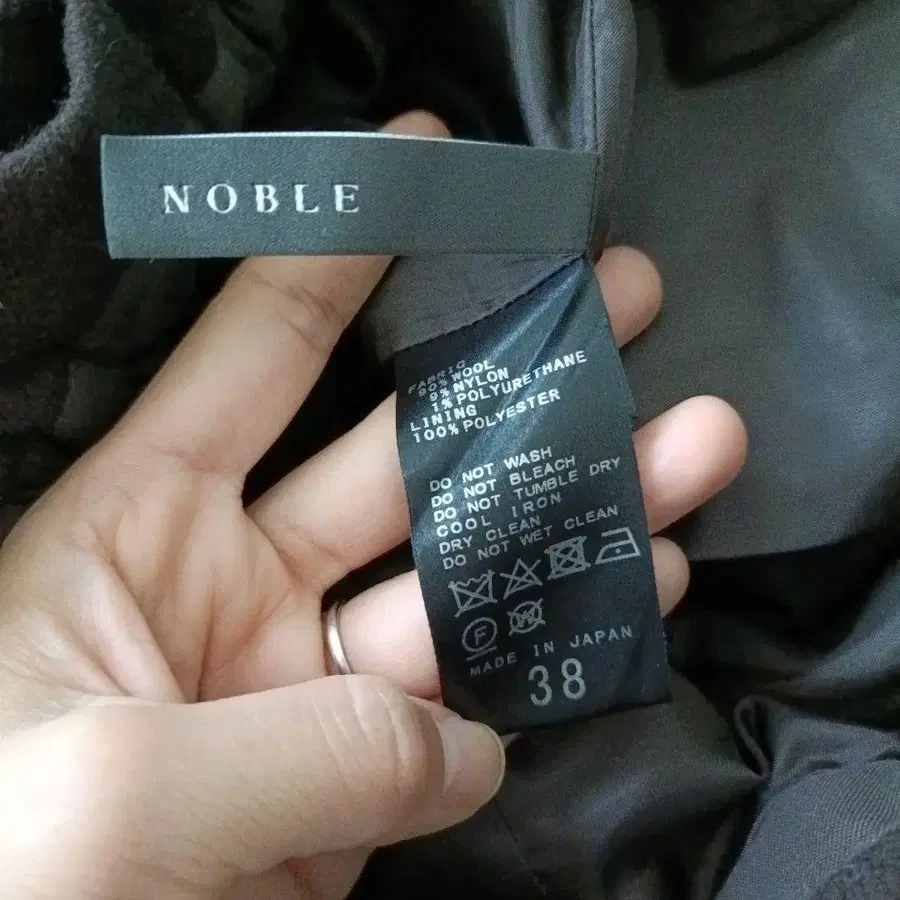 NOBLE
FABRIC
90% WOOL
9% NYLON
1% POLYURETHANE
LINING
100% POLYESTER
DO NOT WASH
DO NOT BLEACH
DO NOT TUMBLE DRY
COOL IRON
DRY CLEAN
DO NOT WET CLEAN
F W
MADE IN JAPAN
38